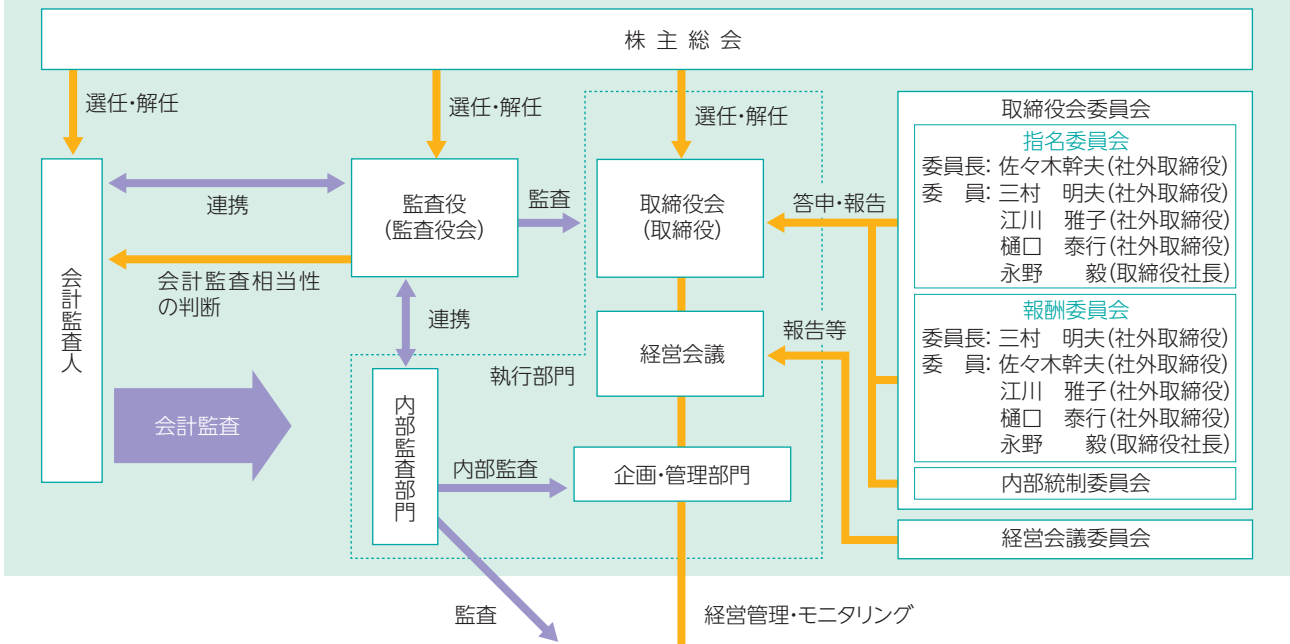 株主総会
選任・解任
選任・解任
選任・解任
会計監査人
連携
会計監査相当性
の判断
会計監査
監査役
(監査役会)
監査
連携
取締役会
(取締役)
経営会議
執行部門
内部監査部門
内部監査
企画・管理部門
答申・報告
報告等
取締役会委員会
指名委員会
委員長: 佐々木幹夫(社外取締役)
委 員: 三村 明夫(社外取締役)
江川 雅子(社外取締役)
樋口 泰行(社外取締役)
永野 毅(取締役社長)
報酬委員会
委員長: 三村 明夫(社外取締役)
委 員: 佐々木幹夫(社外取締役)
江川 雅子(社外取締役)
樋口 泰行(社外取締役)
永野 毅(取締役社長)
内部統制委員会
経営会議委員会
監査
経営管理・モニタリング